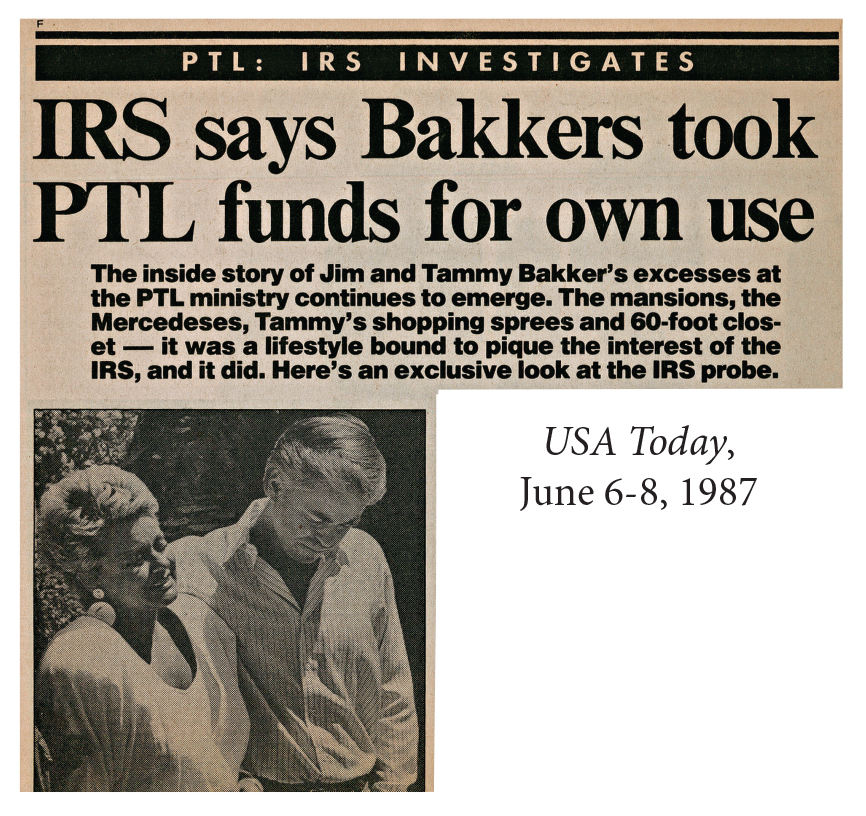 F
PTL: IRS INVESTIGATES
IRS says Bakkers took
PTL funds for own use
The inside story of Jim and Tammy Bakker's excesses at
the PTL ministry continues to emerge. The mansions, the
Mercedeses, Tammy's shopping sprees and 60-foot clos-
et — it was a lifestyle bound to pique the interest of the
IRS, and it did. Here's an exclusive look at the IRS probe.
USA Today,
June 6-8, 1987